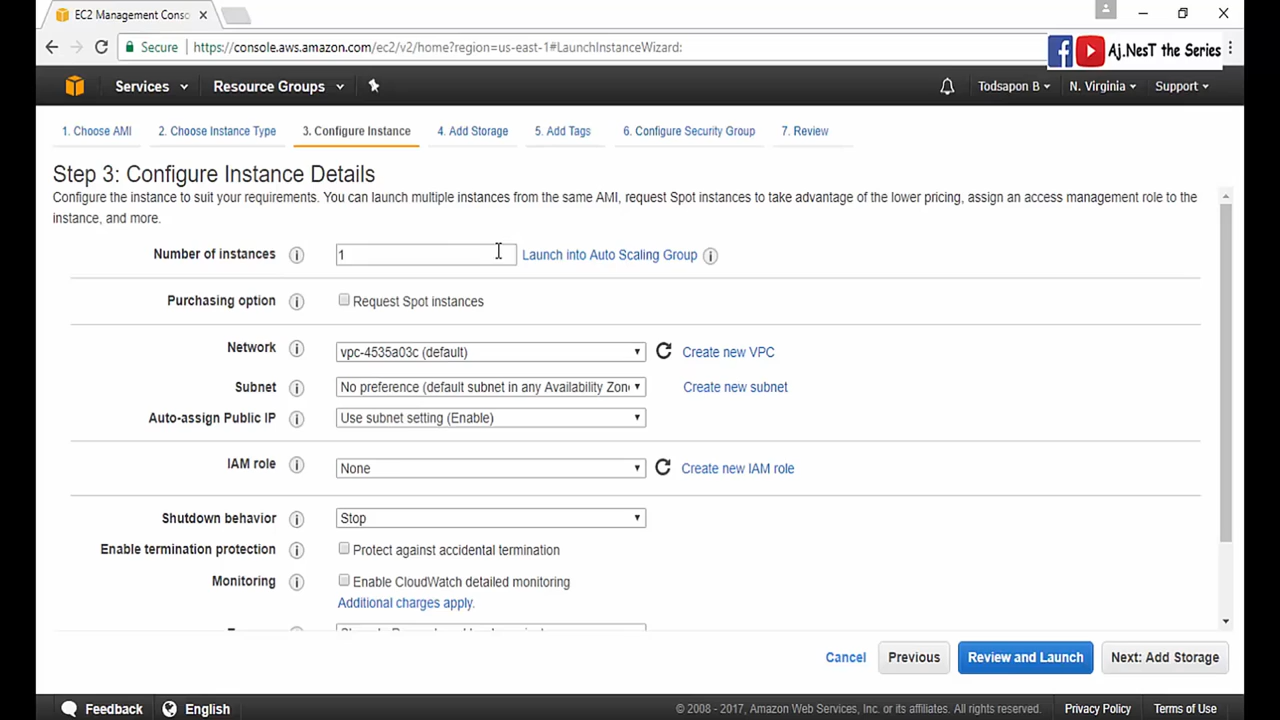 EC2 Management Conso
Secure https://console.aws.amazon.com/ec2/v2/home?region=us-east-1#LaunchInstanceWizard:
Aj.NesT the Series
Services Resource Groups Todsapon B N. Virginia Support
1. Choose AMI 2. Choose Instance Type 3. Configure Instance 4. Add Storage 5. Add Tags 6. Configure Security Group 7. Review
Step 3: Configure Instance Details
Configure the instance to suit your requirements. You can launch multiple instances from the same AMI, request Spot instances to take advantage of the lower pricing, assign an access management role to the
instance, and more.
Number of instances 1 Launch into Auto Scaling Group
Purchasing option Request Spot instances
Network vpc-4535a03c (default) Create new VPC
Subnet No preference (default subnet in any Availability Zon Create new subnet
Auto-assign Public IP Use subnet setting (Enable)
IAM role None Create new IAM role
Shutdown behavior Stop
Enable termination protection Protect against accidental termination
Monitoring Enable CloudWatch detailed monitoring
Additional charges apply.
Cancel Previous Review and Launch Next: Add Storage
Feedback English © 2008 - 2017, Amazon Web Services, Inc. or its affiliates. All rights reserved. Privacy Policy Terms of Use